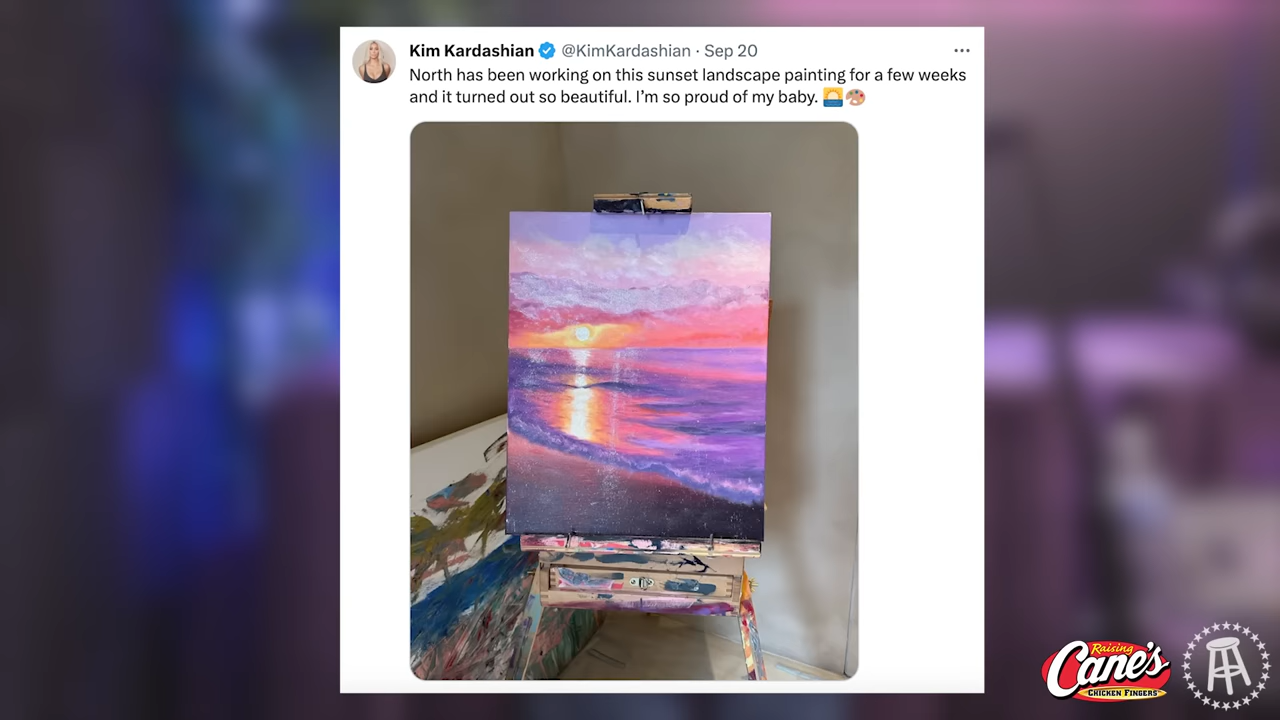 Kim Kardashian @KimKardashian · Sep 20
North has been working on this sunset landscape painting for a few weeks
and it turned out so beautiful. I’m so proud of my baby. 🌅🎨
Raising
Cane's
CHICKEN FINGERS